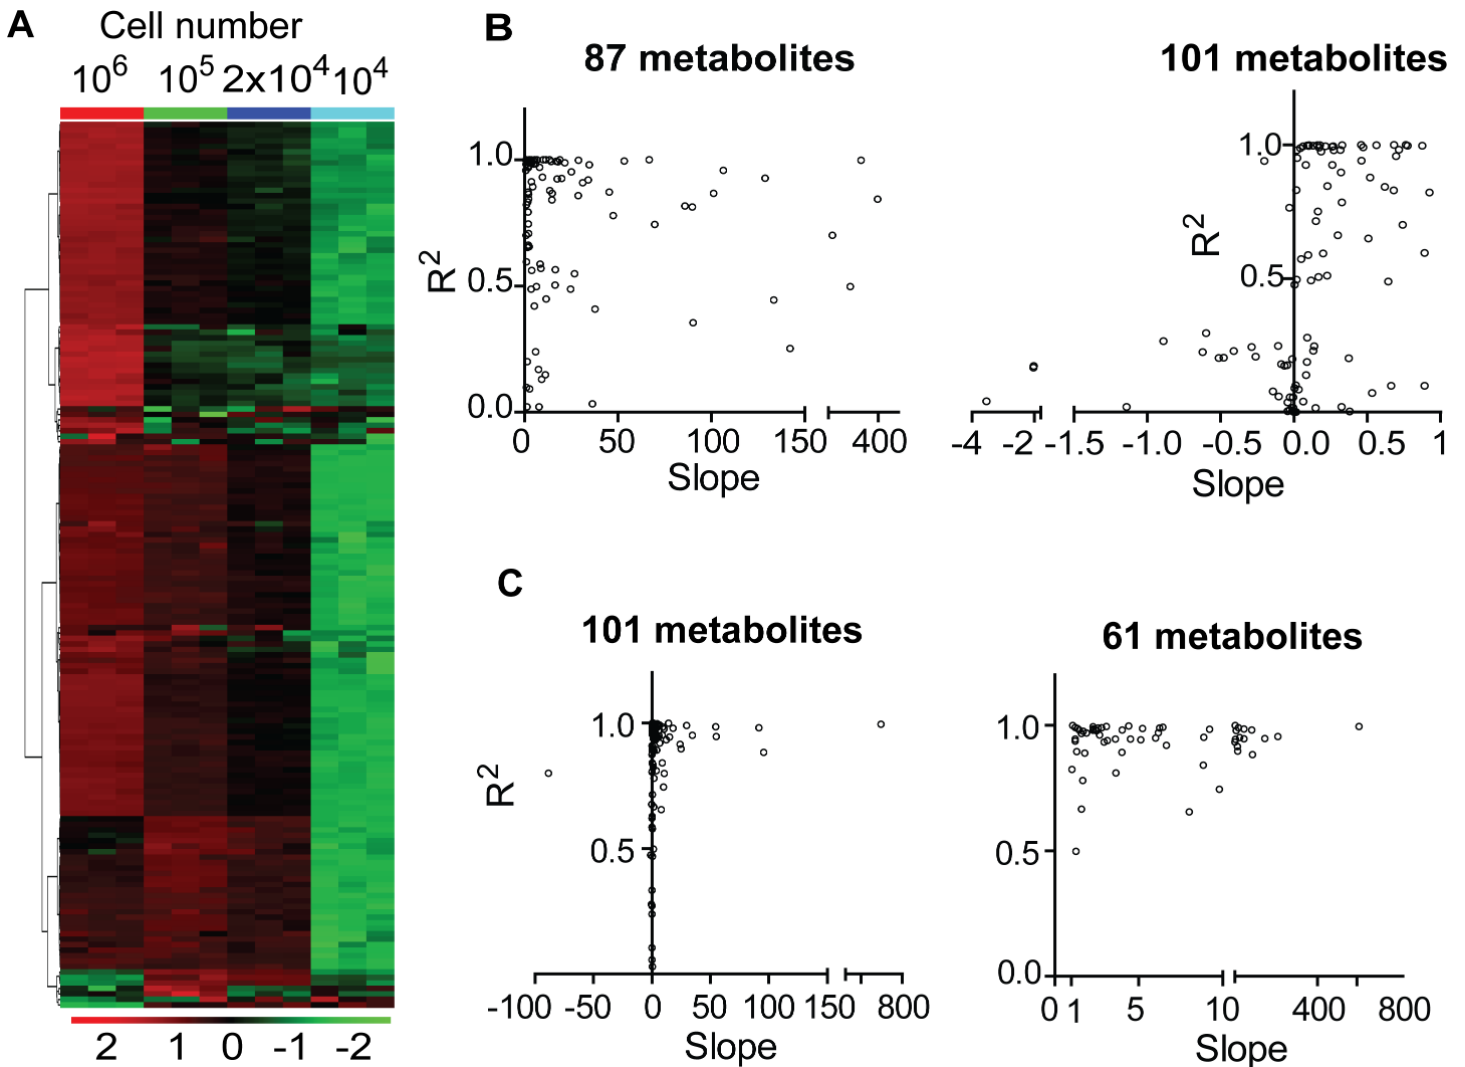 A
Cell number
10⁶ 10⁵ 2x10⁴ 10⁴
2 1 0 -1 -2
B
87 metabolites
R²
1.0
0.5
0.0
0 50 100 150 400
Slope
101 metabolites
R²
1.0
0.5
-4 -2 -1.5 -1.0 -0.5 0.0 0.5 1
Slope
C
101 metabolites
R²
1.0
0.5
-100 -50 0 50 100 150 800
Slope
61 metabolites
1.0
0.5
0.0
0 1 5 10 400 800
Slope